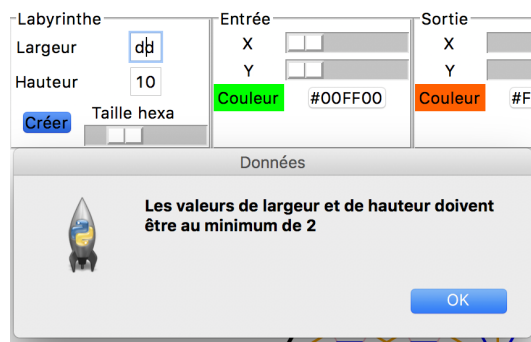 Labyrinthe Entrée Sortie
Largeur dd X X
Hauteur 10 Y Y
Créer Taille hexa Couleur #00FF00 Couleur #F
Données
Les valeurs de largeur et de hauteur doivent
être au minimum de 2
OK